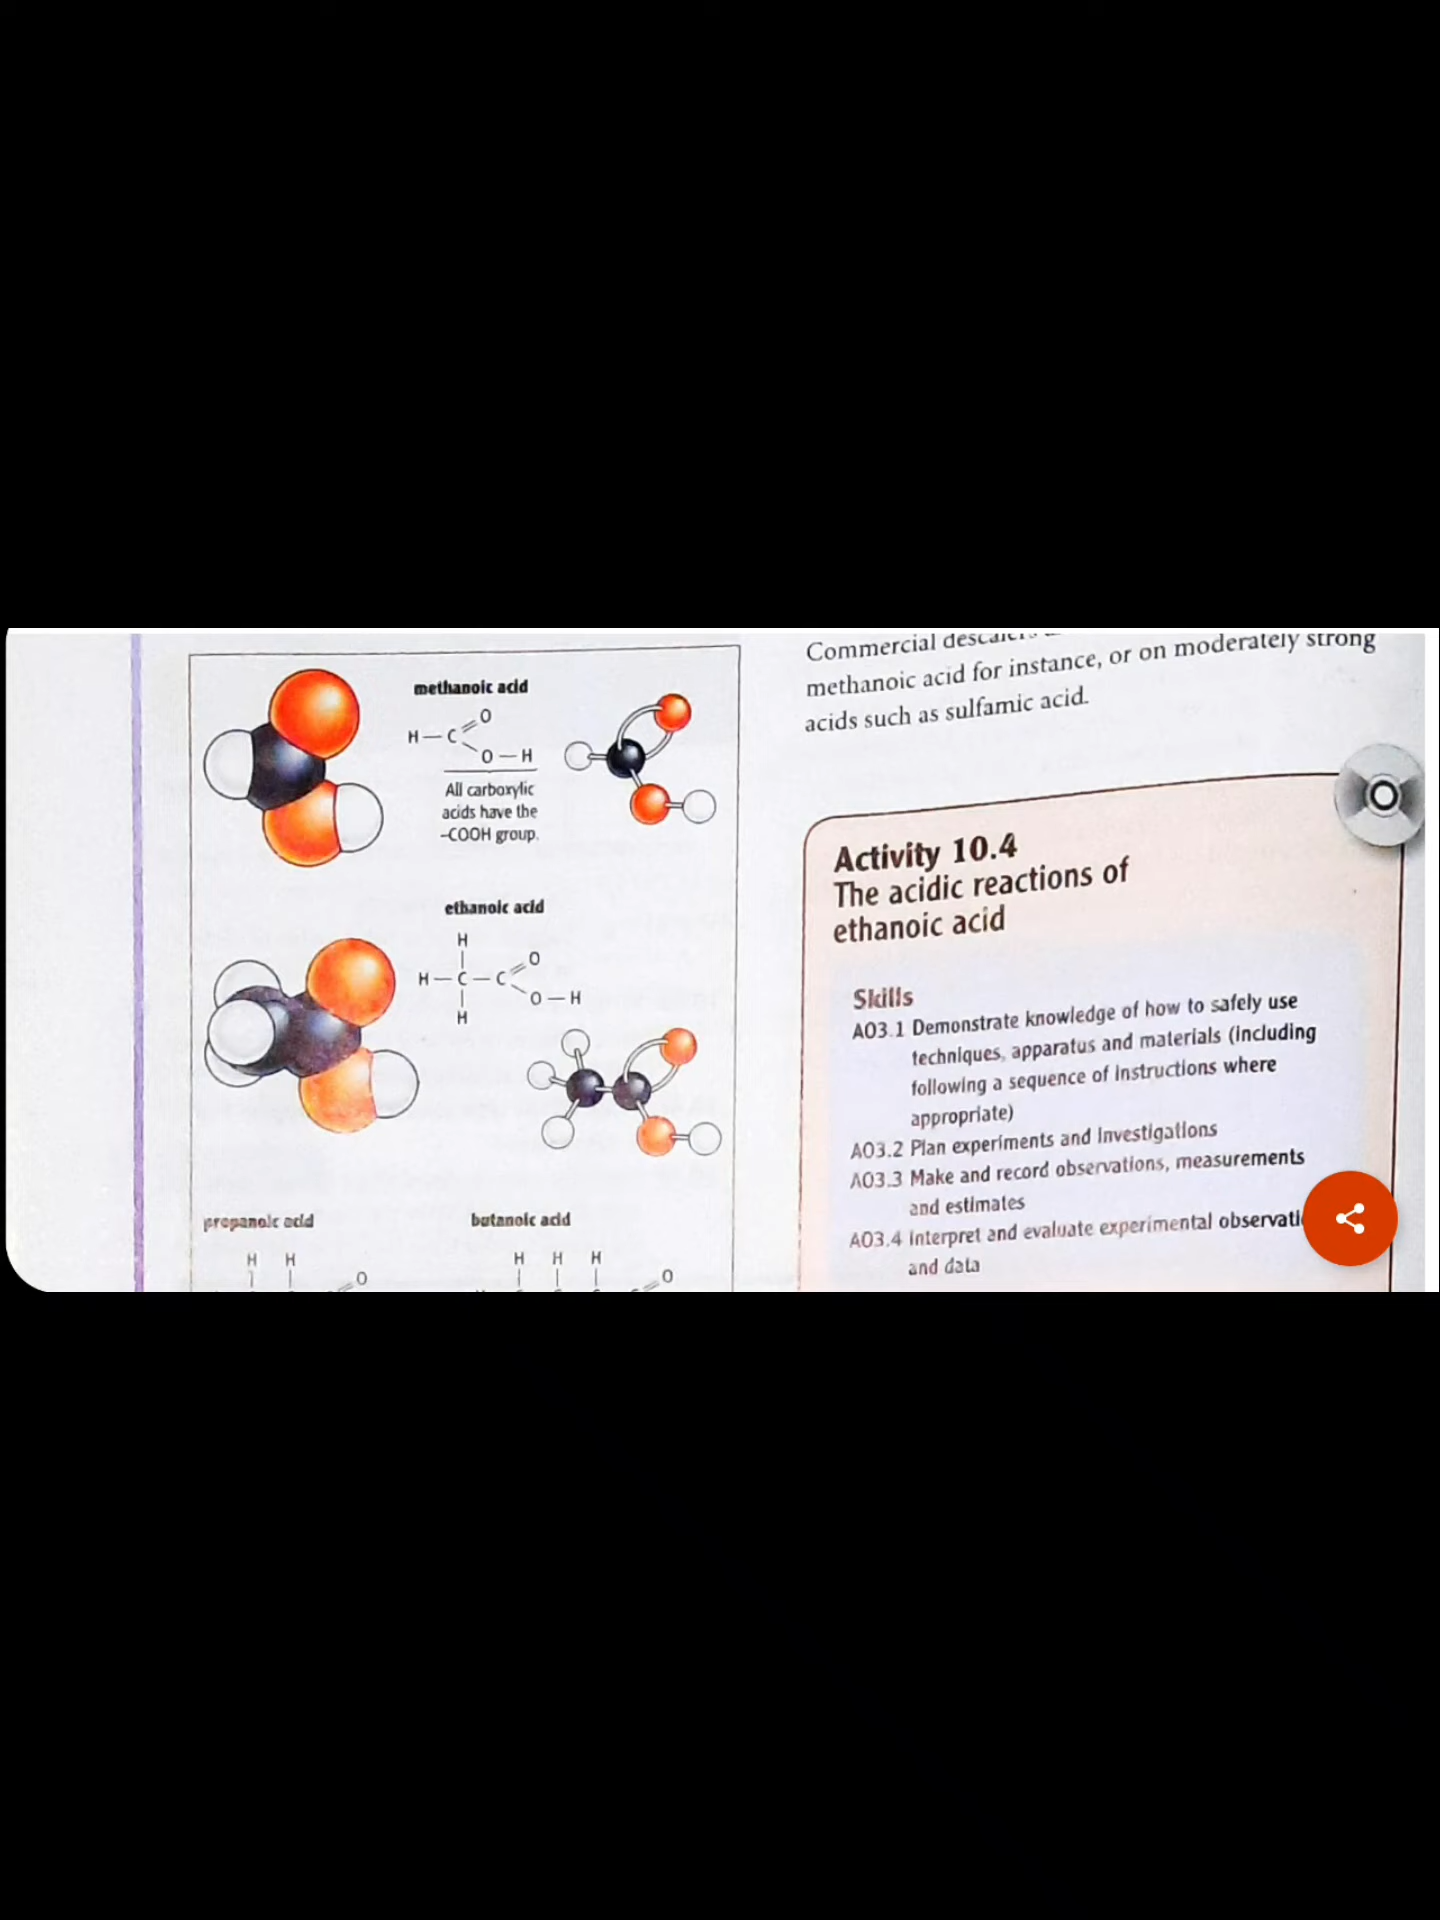 methanoic acid
O
H — C
O — H
All carboxylic
acids have the
–COOH group.
ethanoic acid
H
O
H — C — C
O — H
H
propanoic acid
H H
O
butanoic acid
H H H
O
Commercial
methanoic acid for instance, or on moderately strong
acids such as sulfamic acid.
Activity 10.4
The acidic reactions of
ethanoic acid
Skills
AO3.1 Demonstrate knowledge of how to safely use
techniques, apparatus and materials (including
following a sequence of instructions where
appropriate)
AO3.2 Plan experiments and investigations
AO3.3 Make and record observations, measurements
and estimates
AO3.4 Interpret and evaluate experimental
and data